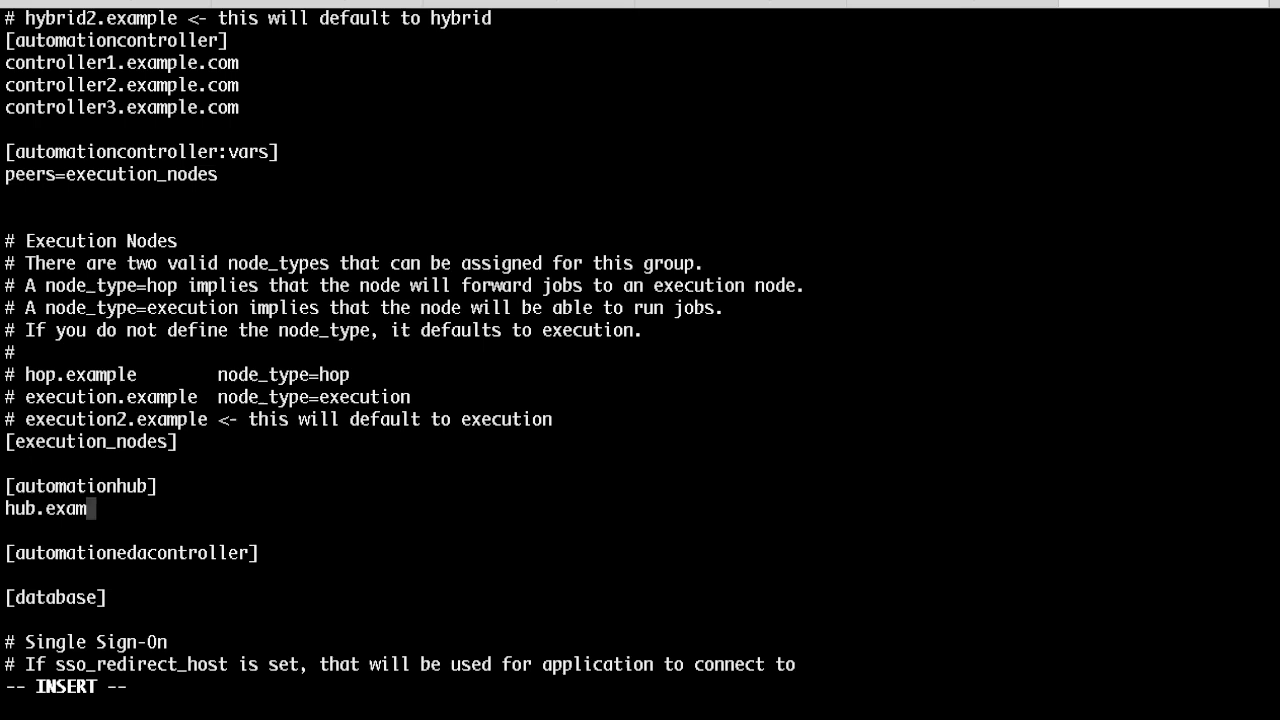 # hybrid2.example <- this will default to hybrid
[automationcontroller]
controller1.example.com
controller2.example.com
controller3.example.com
[automationcontroller:vars]
peers=execution_nodes
# Execution Nodes
# There are two valid node_types that can be assigned for this group.
# A node_type=hop implies that the node will forward jobs to an execution node.
# A node_type=execution implies that the node will be able to run jobs.
# If you do not define the node_type, it defaults to execution.
#
# hop.example        node_type=hop
# execution.example  node_type=execution
# execution2.example <- this will default to execution
[execution_nodes]
[automationhub]
hub.exam
[automationedacontroller]
[database]
# Single Sign-On
# If sso_redirect_host is set, that will be used for application to connect to
-- INSERT --